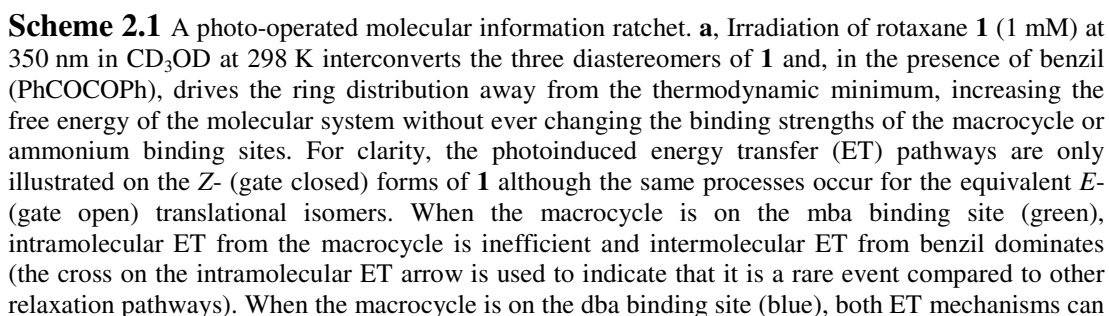 Scheme 2.1 A photo-operated molecular information ratchet. a, Irradiation of rotaxane 1 (1 mM) at
350 nm in CD₃OD at 298 K interconverts the three diastereomers of 1 and, in the presence of benzil
(PhCOCOPh), drives the ring distribution away from the thermodynamic minimum, increasing the
free energy of the molecular system without ever changing the binding strengths of the macrocycle or
ammonium binding sites. For clarity, the photoinduced energy transfer (ET) pathways are only
illustrated on the Z- (gate closed) forms of 1 although the same processes occur for the equivalent E-
(gate open) translational isomers. When the macrocycle is on the mba binding site (green),
intramolecular ET from the macrocycle is inefficient and intermolecular ET from benzil dominates
(the cross on the intramolecular ET arrow is used to indicate that it is a rare event compared to other
relaxation pathways). When the macrocycle is on the dba binding site (blue), both ET mechanisms can